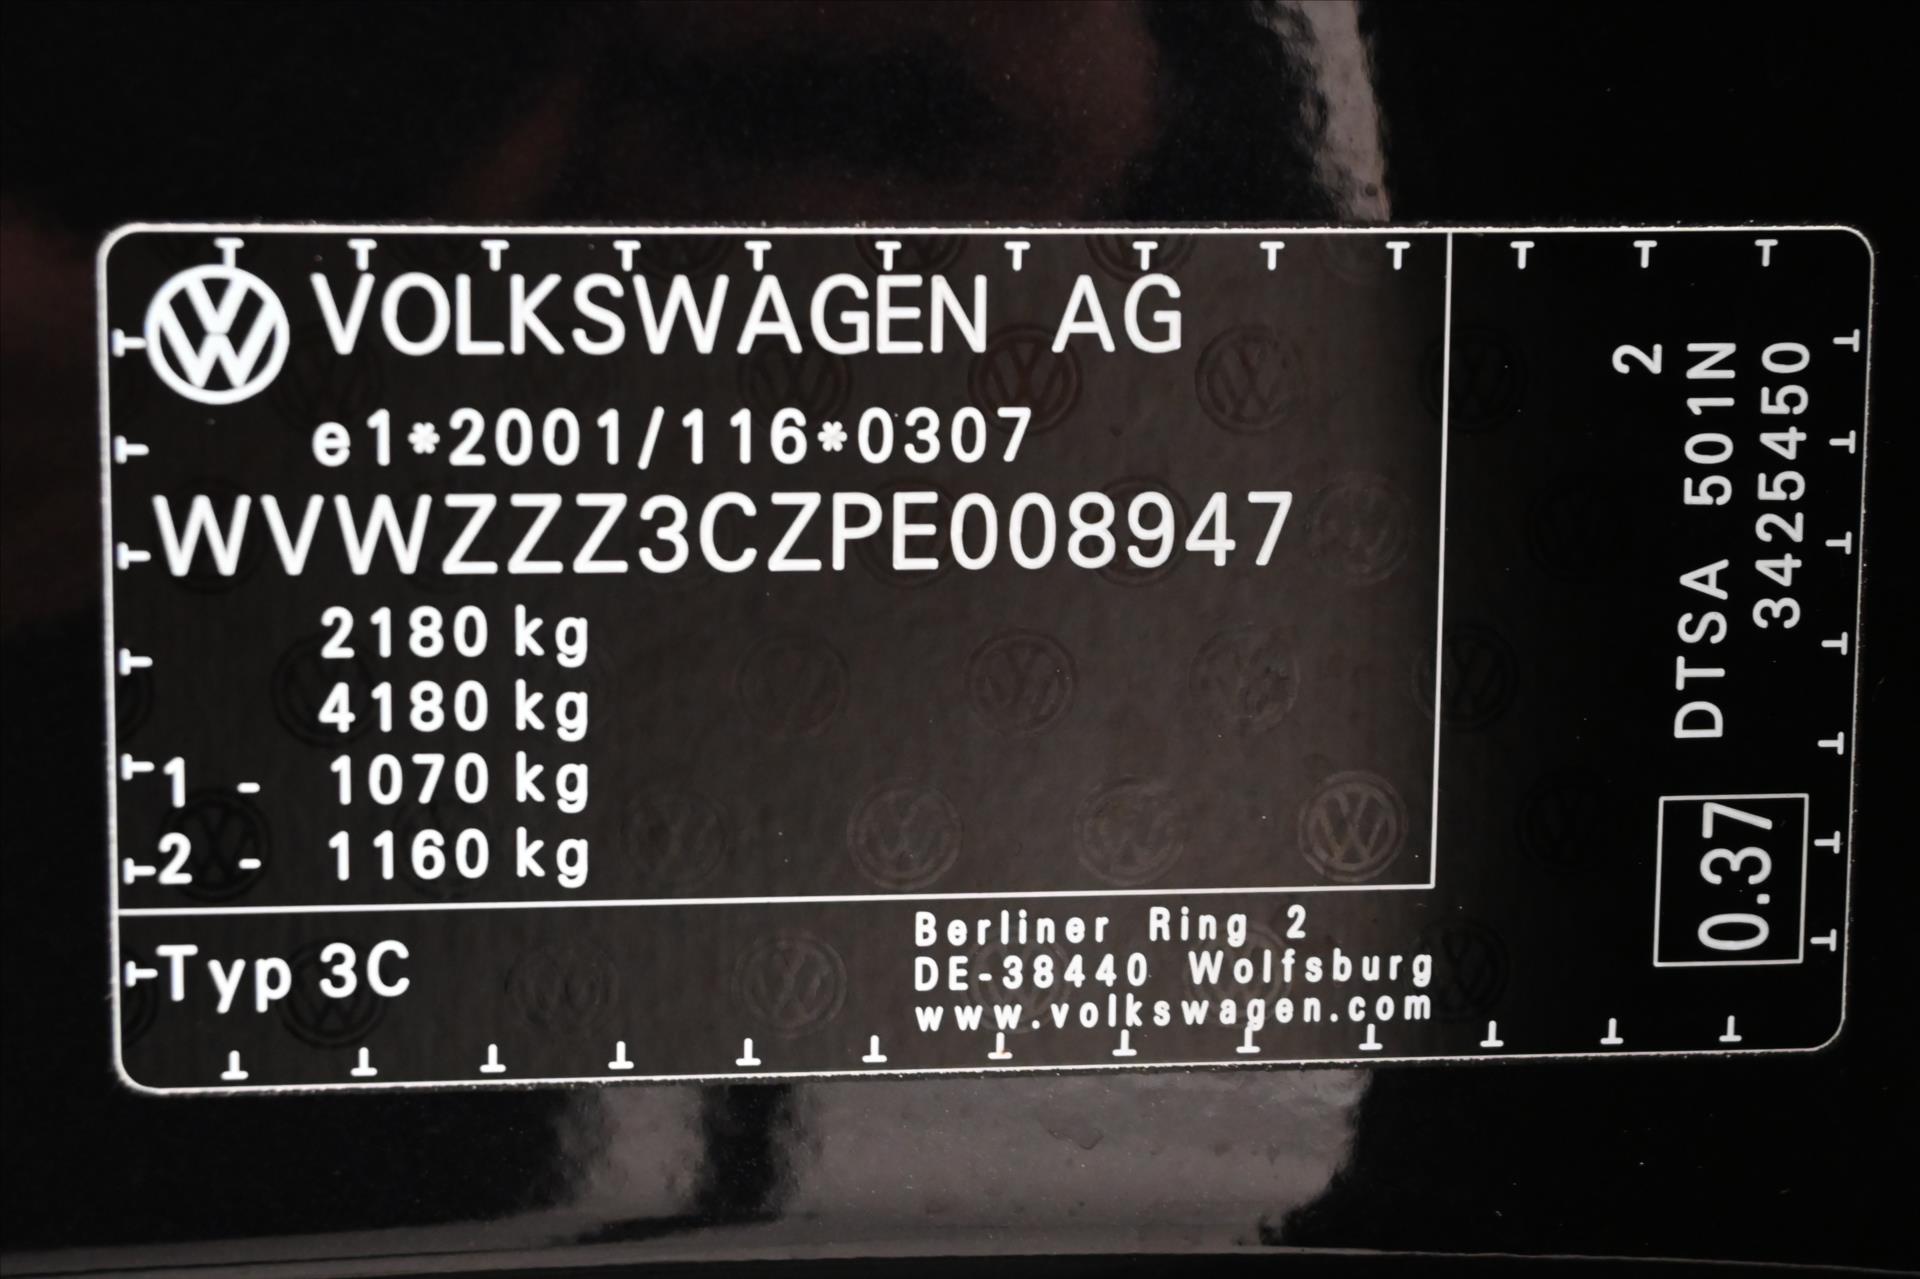 VOLKSWAGEN AG
e1*2001/116*0307
WVWZZZ3CZPE008947
2180 kg
4180 kg
1 - 1070 kg
2 - 1160 kg
Typ 3C
Berliner Ring 2
DE-38440 Wolfsburg
www.volkswagen.com
2
DTSA 501N
3425450
0.37